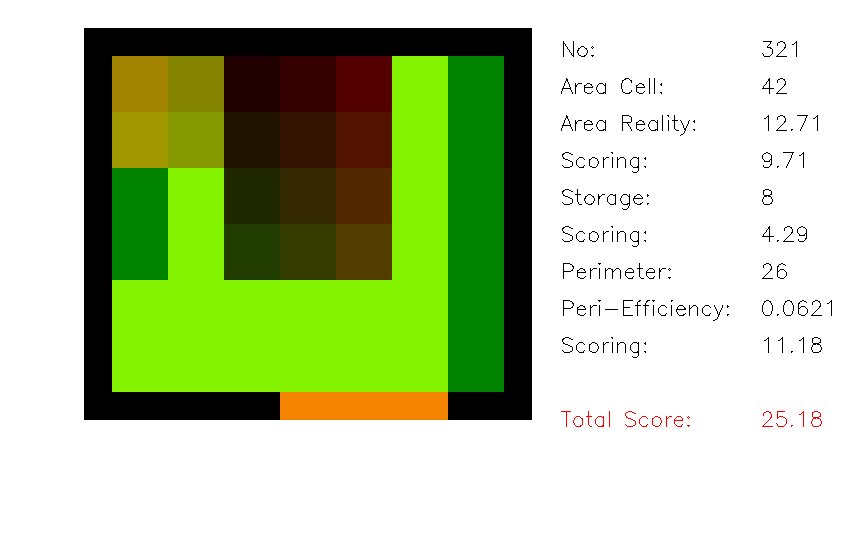 No: 321
Area Cell: 42
Area Reality: 12.71
Scoring: 9.71
Storage: 8
Scoring: 4.29
Perimeter: 26
Peri-Efficiency: 0.0621
Scoring: 11.18
Total Score: 25.18